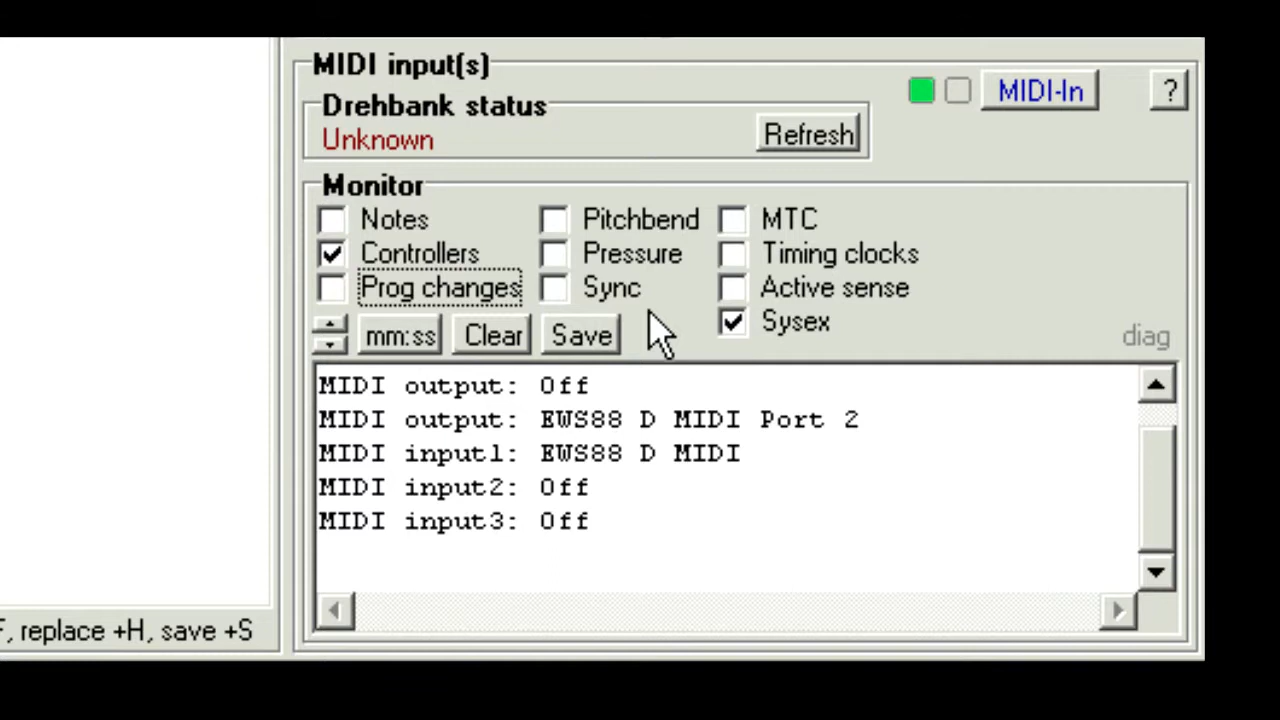 MIDI input(s)
MIDI-In
?
Drehbank status
Unknown
Refresh
Monitor
Notes
Pitchbend
MTC
Controllers
Pressure
Timing clocks
Prog changes
Sync
Active sense
Sysex
mm:ss
Clear
Save
diag
MIDI output: Off
MIDI output: EWS88 D MIDI Port 2
MIDI input1: EWS88 D MIDI
MIDI input2: Off
MIDI input3: Off
, replace +H, save +S